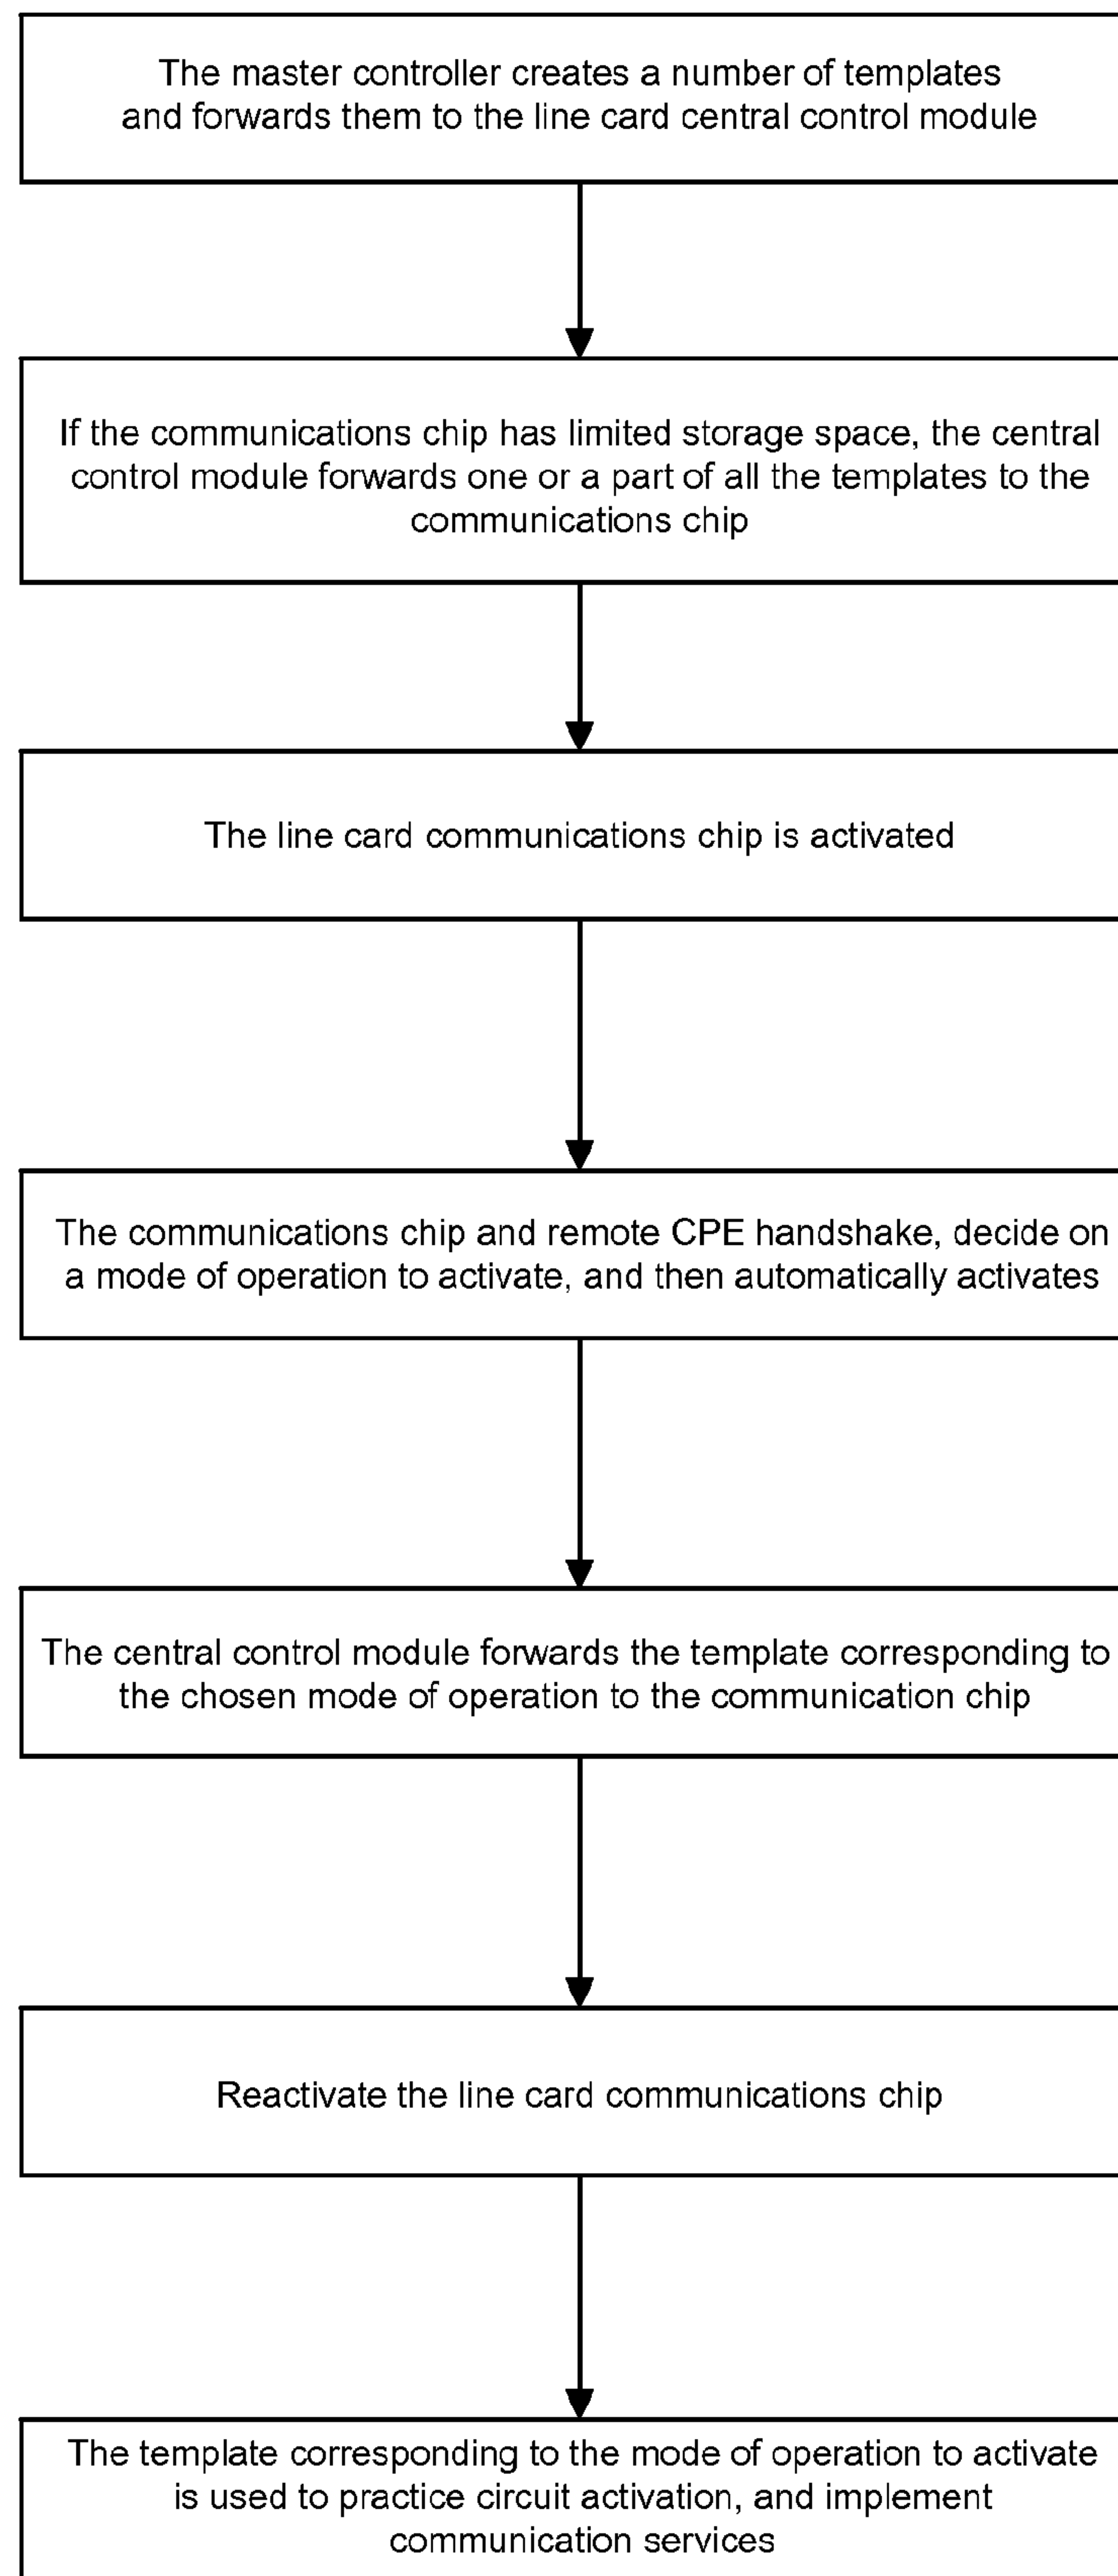 The master controller creates a number of templates
and forwards them to the line card central control module
If the communications chip has limited storage space, the central
control module forwards one or a part of all the templates to the
communications chip
The line card communications chip is activated
The communications chip and remote CPE handshake, decide on
a mode of operation to activate, and then automatically activates
The central control module forwards the template corresponding to
the chosen mode of operation to the communication chip
Reactivate the line card communications chip
The template corresponding to the mode of operation to activate
is used to practice circuit activation, and implement
communication services